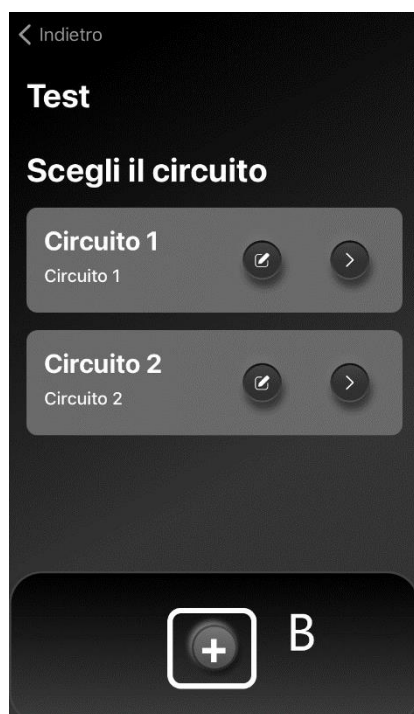 Indietro
Test
Scegli il circuito
Circuito 1
Circuito 1
Circuito 2
Circuito 2
+ B